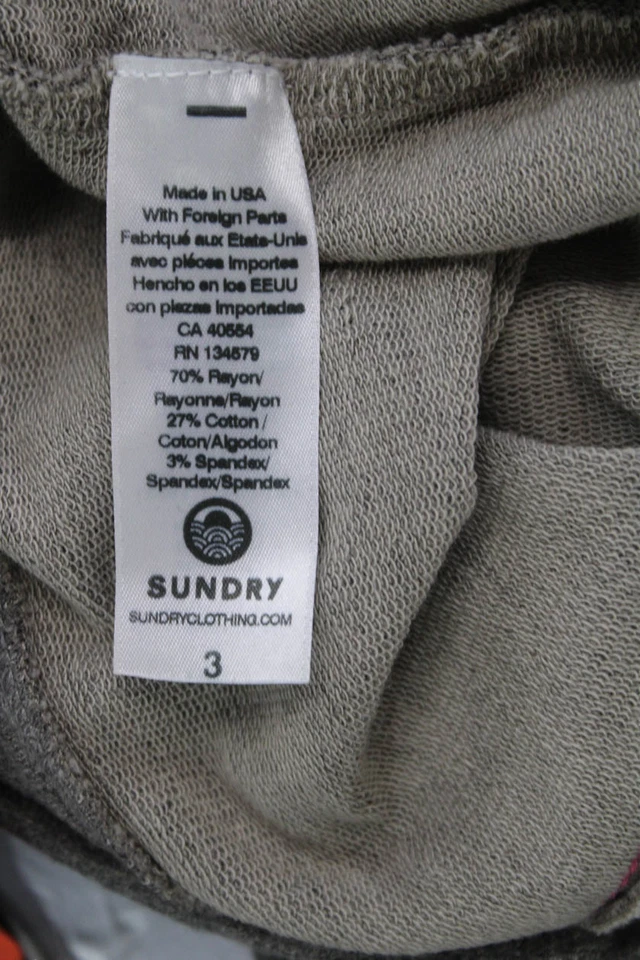 Made in USA
With Foreign Parts
Fabriqué aux Etats-Unis
avec piéces importes
Hencho en los EEUU
con piezas importadas
CA 40554
RN 134579
70% Rayon/
Rayonne/Rayon
27% Cotton /
Coton/Algodon
3% Spandex/
Spandex/Spandex
SUNDRY
SUNDRYCLOTHING.COM
3